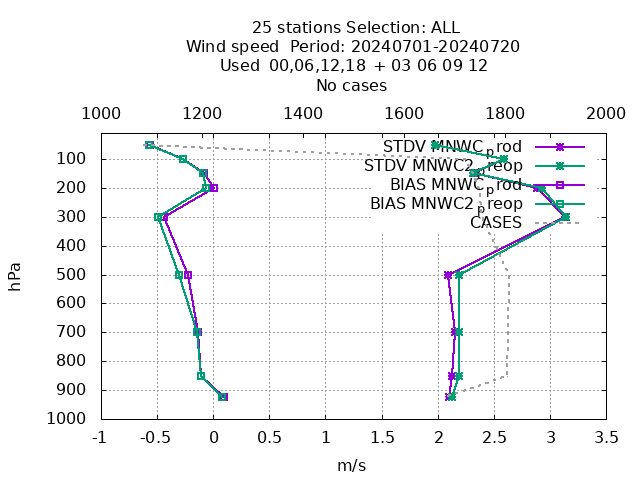 25 stations Selection: ALL
Wind speed  Period: 20240701-20240720
Used  00,06,12,18 + 03 06 09 12
No cases
1000 1200 1400 1600 1800 2000
STDV MNWC_prod
STDV MNWC2_preop
BIAS MNWC_prod
BIAS MNWC2_preop
CASES
100
200
300
400
500
600
700
800
900
1000
hPa
-1 -0.5 0 0.5 1 1.5 2 2.5 3 3.5
m/s